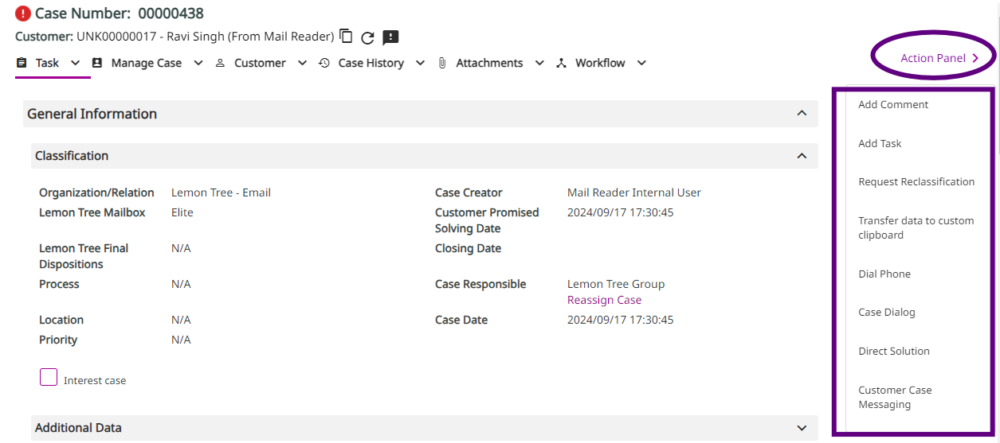 Case Number: 00000438
Customer: UNK00000017 - Ravi Singh (From Mail Reader)
Task Manage Case Customer Case History Attachments Workflow
Action Panel
General Information
Classification
Organization/Relation Lemon Tree - Email
Lemon Tree Mailbox Elite
Lemon Tree Final
Dispositions
N/A
Process N/A
Location N/A
Priority N/A
Case Creator Mail Reader Internal User
Customer Promised
Solving Date
2024/09/17 17:30:45
Closing Date
Case Responsible Lemon Tree Group
Reassign Case
Case Date 2024/09/17 17:30:45
Interest case
Additional Data
Add Comment
Add Task
Request Reclassification
Transfer data to custom
clipboard
Dial Phone
Case Dialog
Direct Solution
Customer Case
Messaging